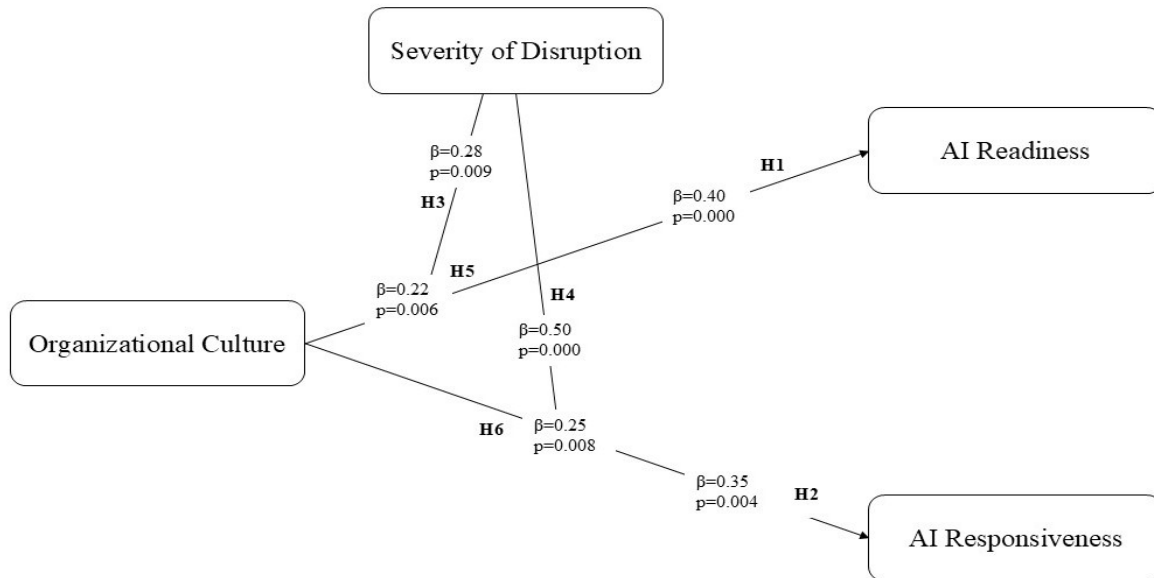 Severity of Disruption
AI Readiness
β=0.28
p=0.009
H1
H3
β=0.40
p=0.000
H5
β=0.22
p=0.006
H4
Organizational Culture
β=0.50
p=0.000
H6
β=0.25
p=0.008
β=0.35
p=0.004
H2
AI Responsiveness